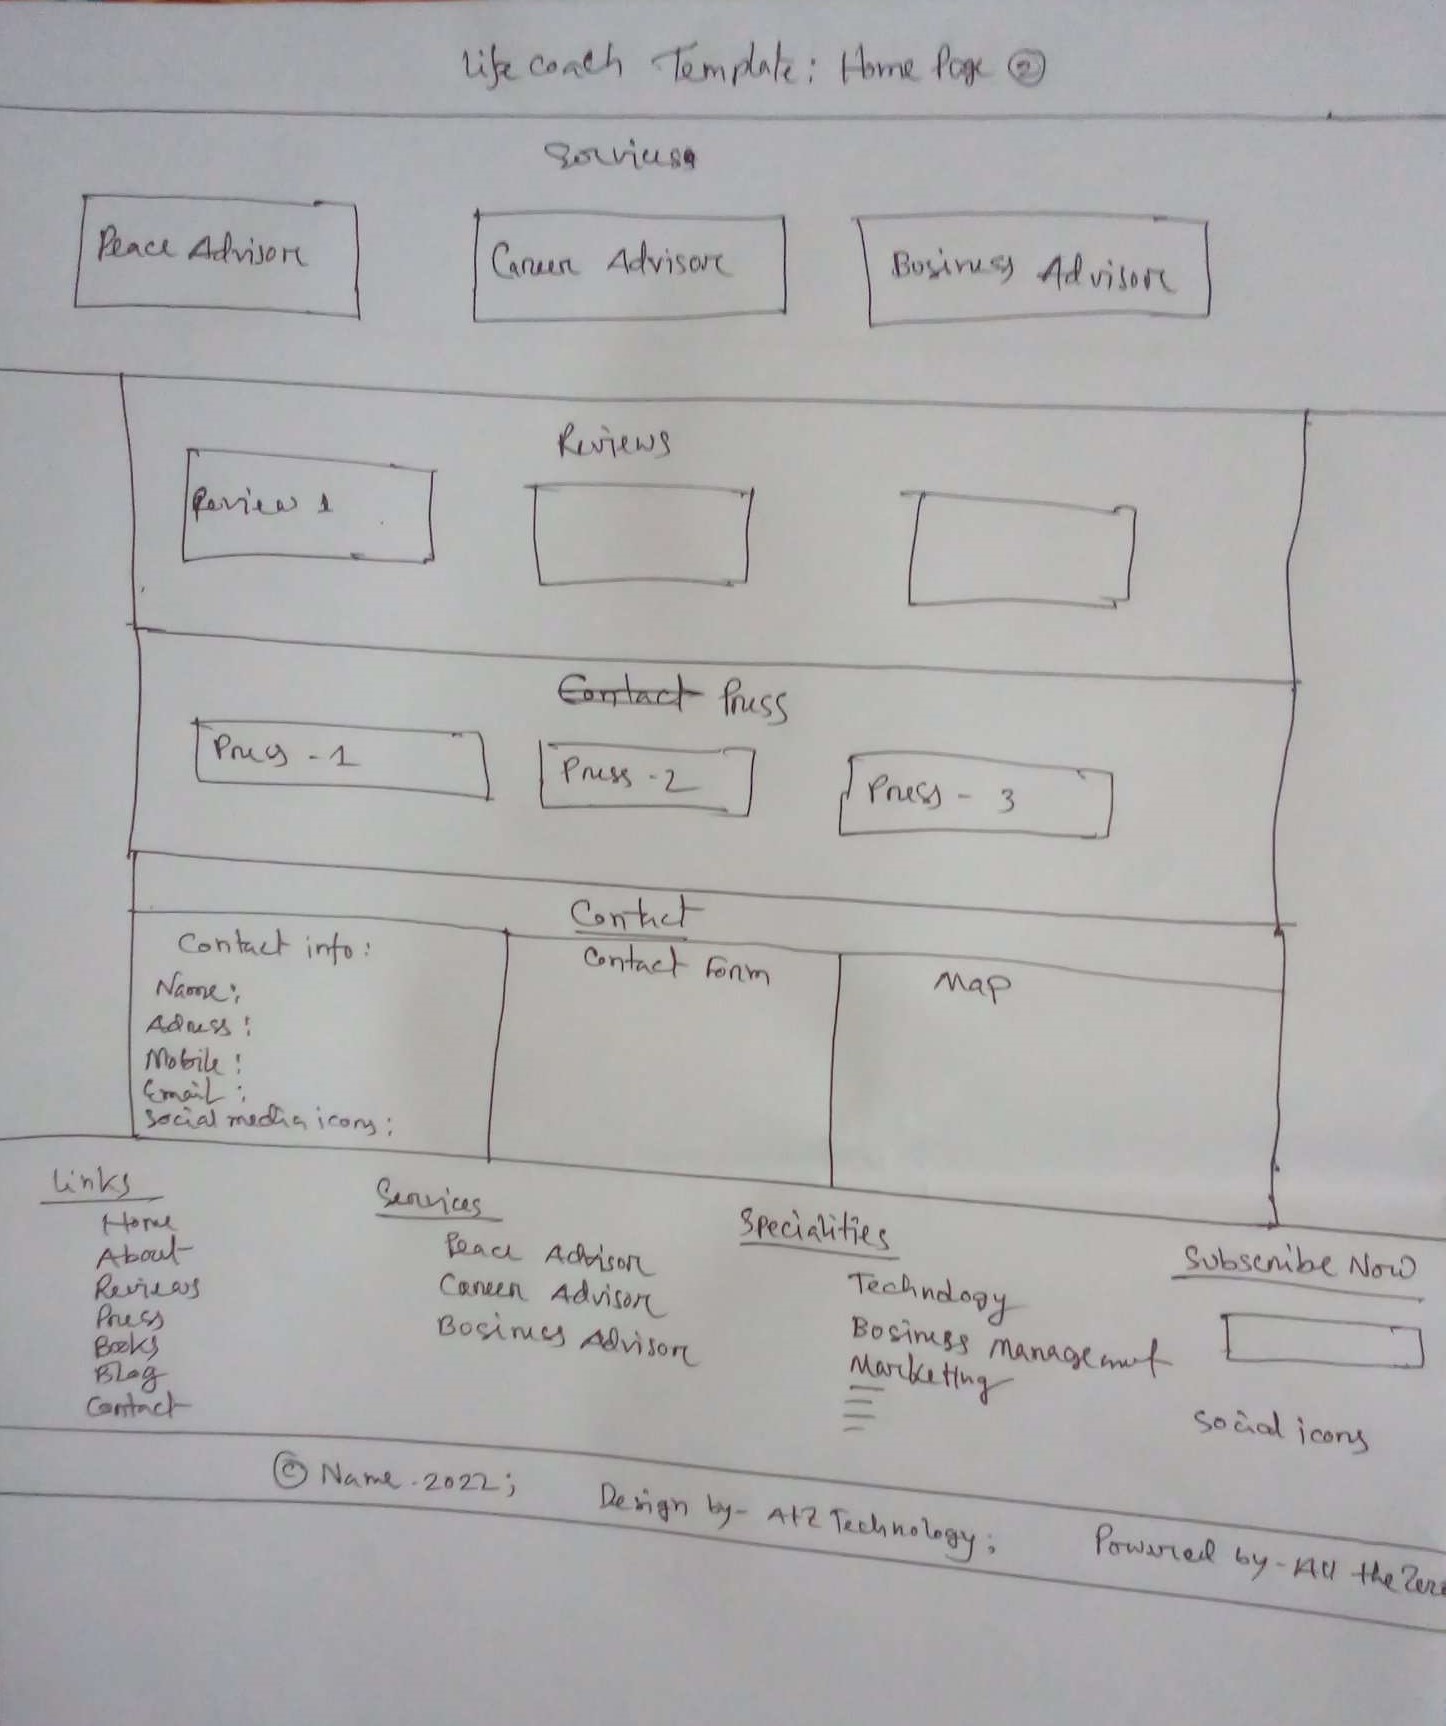 Life coach Template: Home Page ②
Services
Peace Advisor
Career Advisor
Business Advisor
Reviews
Review 1
Contact Press
Press - 1
Press - 2
Press - 3
Contact
Contact info:
Name:
Adress:
Mobile:
Email:
Social media icons:
Contact Form
Map
Links
Home
About
Reviews
Press
Books
Blog
Contact
Services
Peace Advisor
Career Advisor
Bosiness Advisor
Specialities
Technology
Bosiness Management
Marketing
Subscribe Now
Social icons
© Name - 2022; Design by - AtZ Technology; Powered by - All the Zero